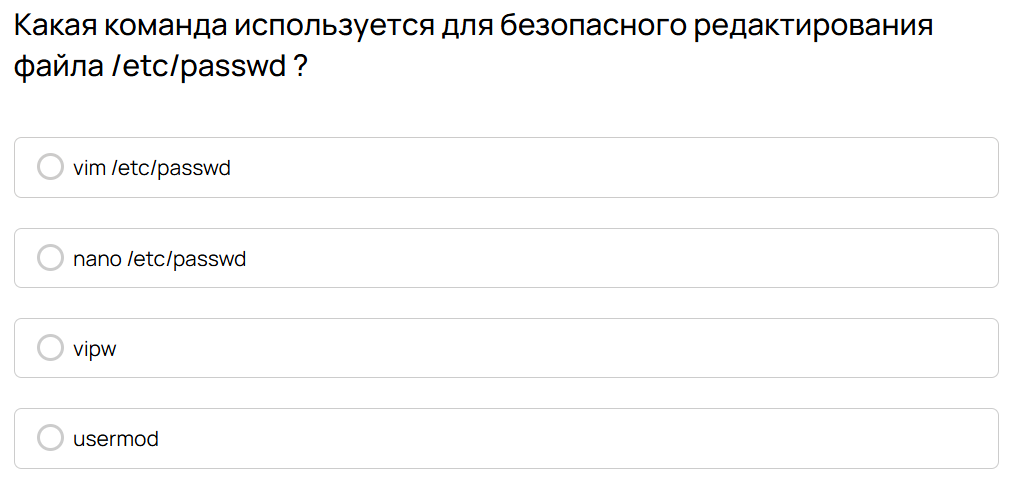 Какая команда используется для безопасного редактирования
файла /etc/passwd ?
vim /etc/passwd
nano /etc/passwd
vipw
usermod